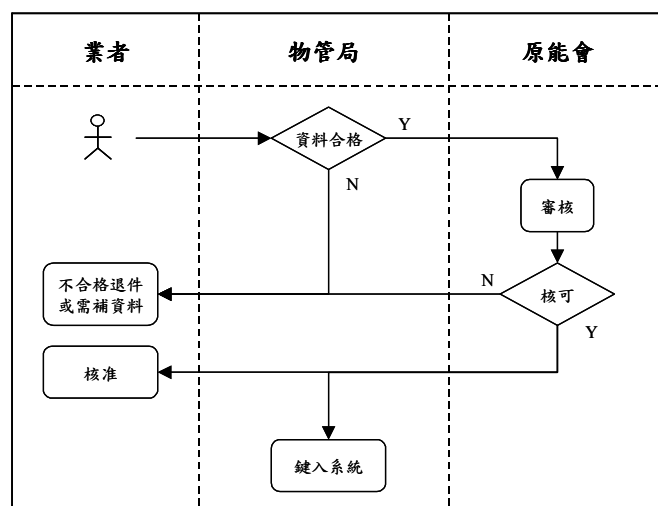 業者
物管局
原能會
資料合格
Y
N
審核
不合格退件
或需補資料
N
核可
Y
核准
鍵入系統